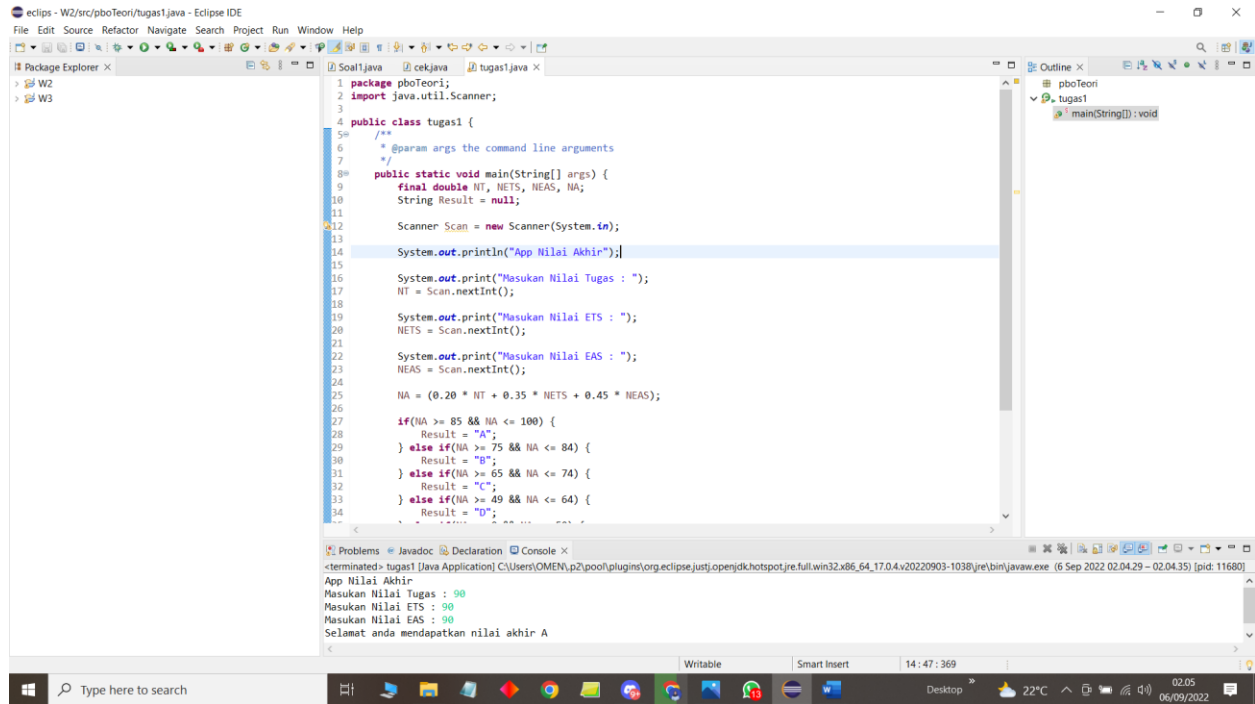 eclips - W2/src/pboTeori/tugas1.java - Eclipse IDE
File Edit Source Refactor Navigate Search Project Run Window Help
Package Explorer
W2
W3
Soal1.java cek.java tugas1.java
1 package pboTeori;
2 import java.util.Scanner;
3
4 public class tugas1 {
5 /**
6 * @param args the command line arguments
7 */
8 public static void main(String[] args) {
9 final double NT, NETS, NEAS, NA;
10 String Result = null;
11
12 Scanner Scan = new Scanner(System.in);
13
14 System.out.println("App Nilai Akhir");
15
16 System.out.print("Masukan Nilai Tugas : ");
17 NT = Scan.nextInt();
18
19 System.out.print("Masukan Nilai ETS : ");
20 NETS = Scan.nextInt();
21
22 System.out.print("Masukan Nilai EAS : ");
23 NEAS = Scan.nextInt();
24
25 NA = (0.20 * NT + 0.35 * NETS + 0.45 * NEAS);
26
27 if(NA >= 85 && NA <= 100) {
28 Result = "A";
29 } else if(NA >= 75 && NA <= 84) {
30 Result = "B";
31 } else if(NA >= 65 && NA <= 74) {
32 Result = "C";
33 } else if(NA >= 49 && NA <= 64) {
34 Result = "D";
Outline
pboTeori
tugas1
main(String[]) : void
Problems Javadoc Declaration Console
<terminated> tugas1 [Java Application] C:\Users\OMEN\.p2\pool\plugins\org.eclipse.justj.openjdk.hotspot.jre.full.win32.x86_64_17.0.4.v20220903-1038\jre\bin\javaw.exe (6 Sep 2022 02.04.29 – 02.04.35) [pid: 11680]
App Nilai Akhir
Masukan Nilai Tugas : 90
Masukan Nilai ETS : 90
Masukan Nilai EAS : 90
Selamat anda mendapatkan nilai akhir A
Writable Smart Insert 14 : 47 : 369
Type here to search
Desktop
22°C
02.05
06/09/2022